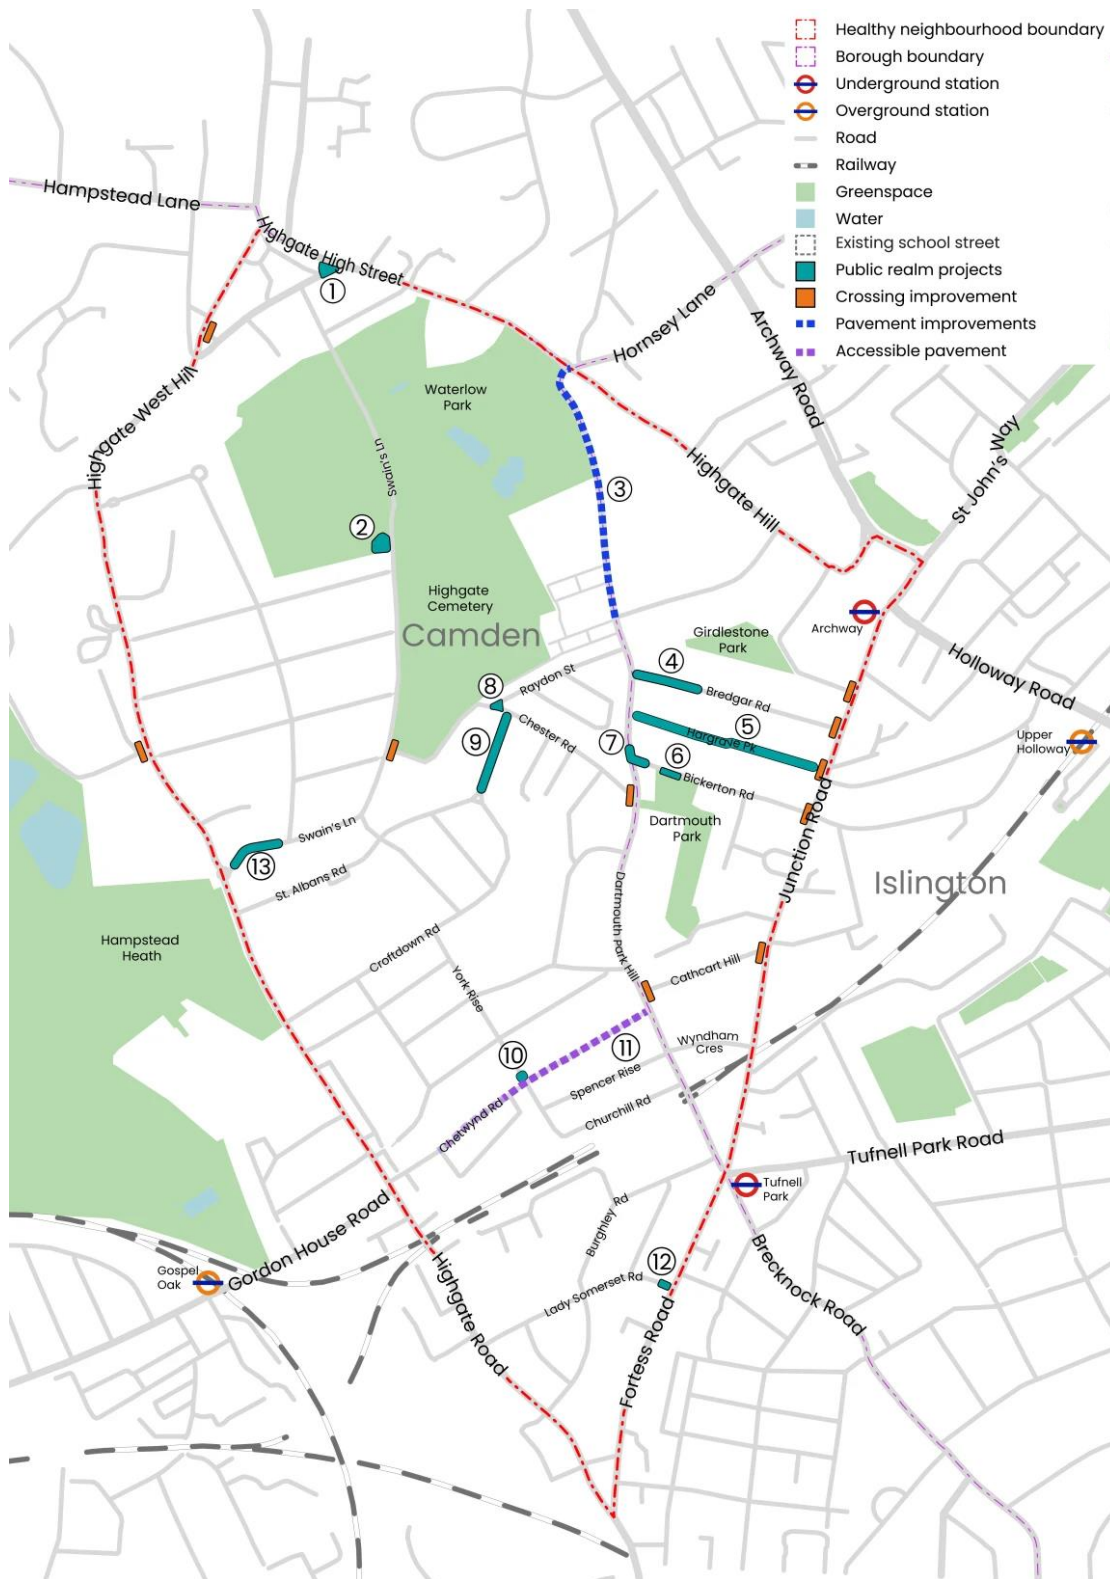 Healthy neighbourhood boundary
Borough boundary
Underground station
Overground station
Road
Railway
Greenspace
Water
Existing school street
Public realm projects
Crossing improvement
Pavement improvements
Accessible pavement
Hampstead Lane
Highgate High Street
1
Hornsey Lane
Archway Road
Highgate West Hill
Waterlow
Park
Swain's Ln
3
Highgate Hill
St John's Way
2
Highgate
Cemetery
Camden
Archway
Girdlestone
Park
Holloway Road
4
Raydon St
Bredgar Rd
8
Chester Rd
5
Hargrave Pk
Upper
Holloway
9
7
6
Bickerton Rd
Dartmouth
Park
Junction Road
Swain's Ln
13
St. Albans Rd
Islington
Dartmouth Park Hill
Hampstead
Heath
Croftdown Rd
York Rise
Cathcart Hill
Wyndham
Cres
10
11
Spencer Rise
Chetwynd Rd
Churchill Rd
Tufnell Park Road
Tufnell
Park
Burghley Rd
Gordon House Road
Gospel
Oak
Highgate Road
12
Lady Somerset Rd
Brecknock Road
Fortess Road